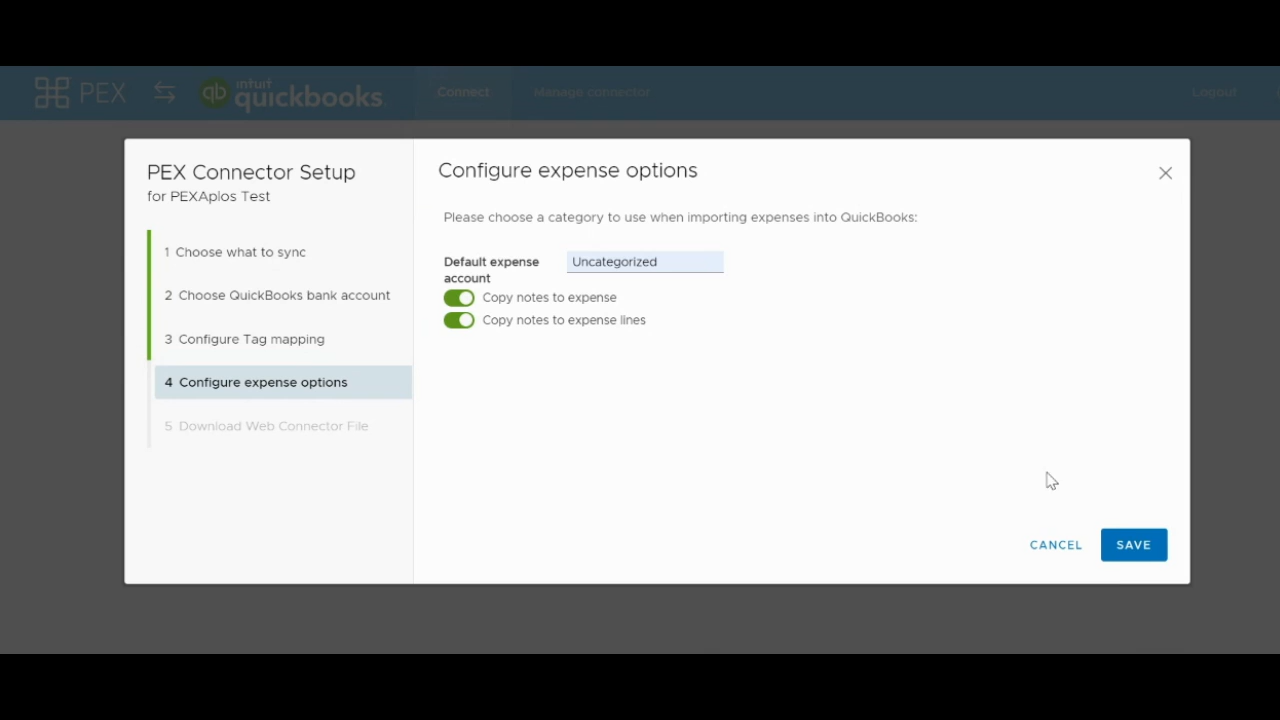 PEX
intuit
quickbooks
Connect
Manage connector
Logout
PEX Connector Setup
for PEXAplos Test
1 Choose what to sync
2 Choose QuickBooks bank account
3 Configure Tag mapping
4 Configure expense options
5 Download Web Connector File
Configure expense options
Please choose a category to use when importing expenses into QuickBooks:
Default expense
account
Uncategorized
Copy notes to expense
Copy notes to expense lines
CANCEL
SAVE